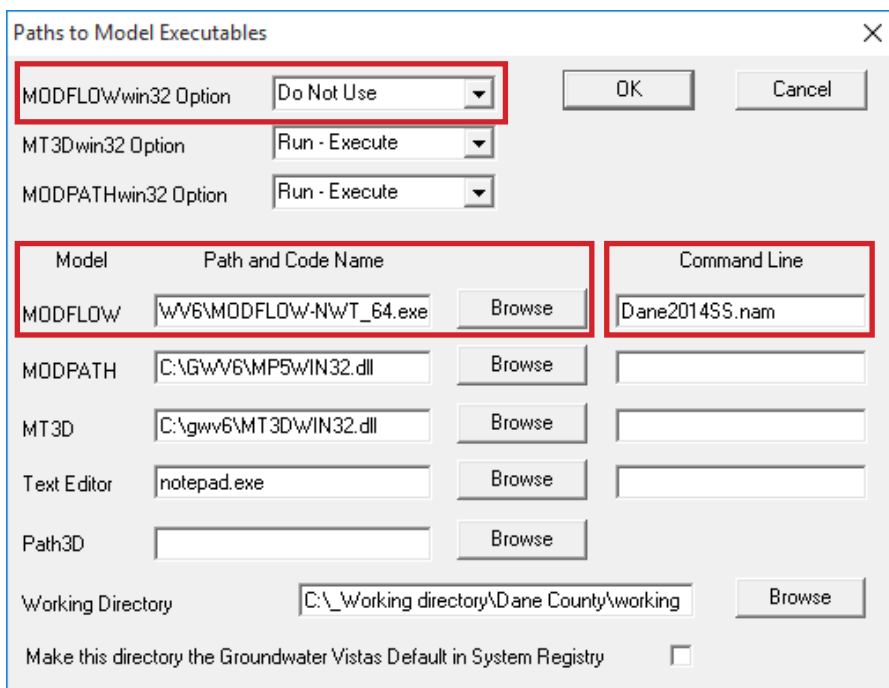 Paths to Model Executables
MODFLOWwin32 Option Do Not Use OK Cancel
MT3Dwin32 Option Run - Execute
MODPATHwin32 Option Run - Execute
Model Path and Code Name Command Line
MODFLOW WV6\MODFLOW-NWT_64.exe Browse Dane2014SS.nam
MODPATH C:\GWV6\MP5WIN32.dll Browse
MT3D C:\gwv6\MT3DWIN32.dll Browse
Text Editor notepad.exe Browse
Path3D Browse
Working Directory C:\_Working directory\Dane County\working Browse
Make this directory the Groundwater Vistas Default in System Registry